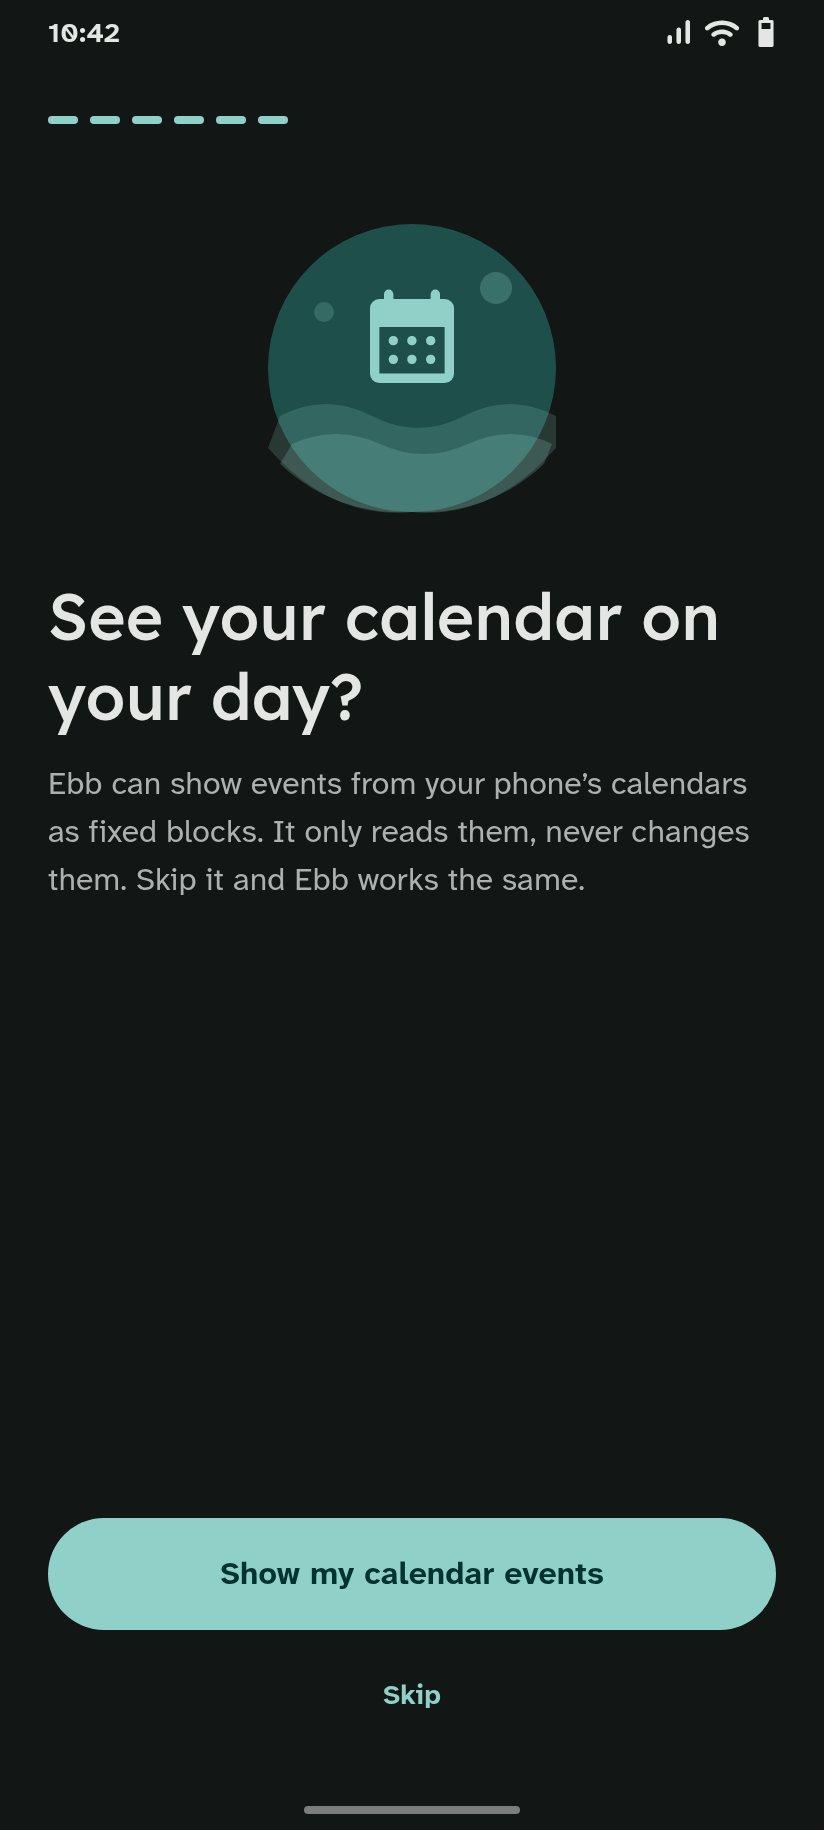 10:42
See your calendar on
your day?
Ebb can show events from your phone’s calendars
as fixed blocks. It only reads them, never changes
them. Skip it and Ebb works the same.
Show my calendar events
Skip